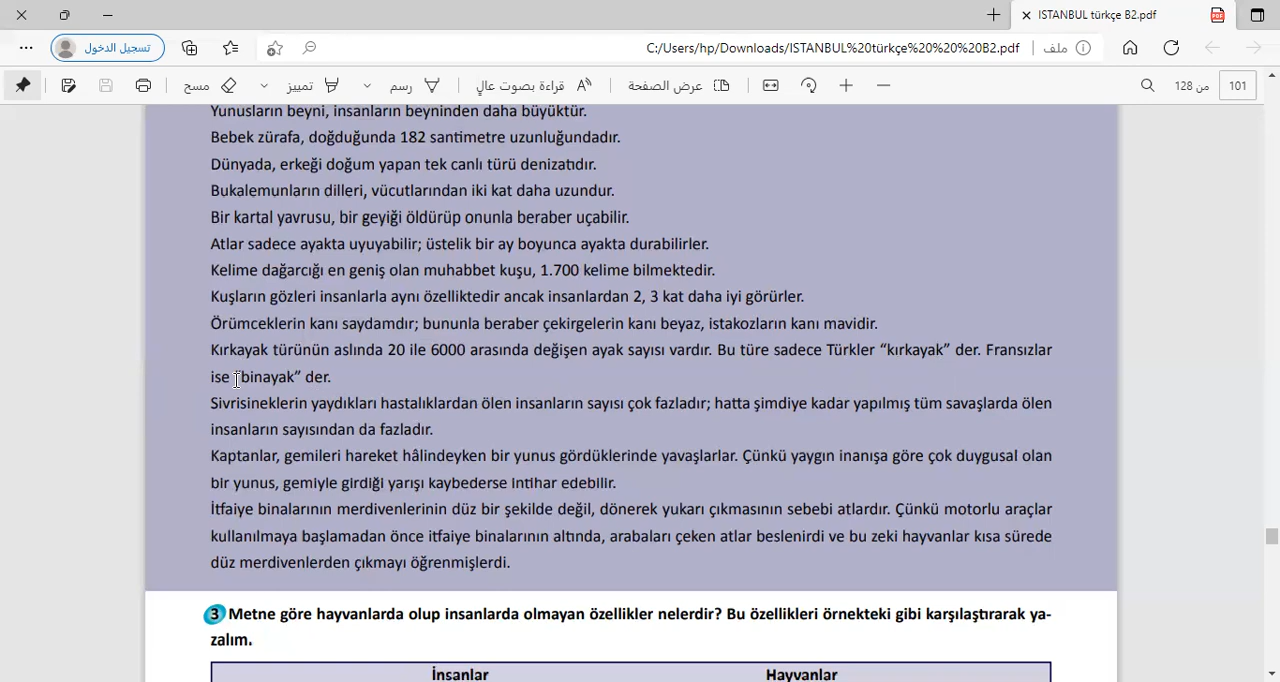 ISTANBUL türkçe B2.pdf
تسجيل الدخول
C:/Users/hp/Downloads/ISTANBUL%20türkçe%20%20%20B2.pdf
ملف
مسح
تمييز
رسم
قراءة بصوت عالٍ
عرض الصفحة
128 من
101
Yunusların beyni, insanların beyninden daha büyüktür.
Bebek zürafa, doğduğunda 182 santimetre uzunluğundadır.
Dünyada, erkeği doğum yapan tek canlı türü denizatıdır.
Bukalemunların dilleri, vücutlarından iki kat daha uzundur.
Bir kartal yavrusu, bir geyiği öldürüp onunla beraber uçabilir.
Atlar sadece ayakta uyuyabilir; üstelik bir ay boyunca ayakta durabilirler.
Kelime dağarcığı en geniş olan muhabbet kuşu, 1.700 kelime bilmektedir.
Kuşların gözleri insanlarla aynı özelliktedir ancak insanlardan 2, 3 kat daha iyi görürler.
Örümceklerin kanı saydamdır; bununla beraber çekirgelerin kanı beyaz, istakozların kanı mavidir.
Kırkayak türünün aslında 20 ile 6000 arasında değişen ayak sayısı vardır. Bu türe sadece Türkler “kırkayak” der. Fransızlar
ise “binayak” der.
Sivrisineklerin yaydıkları hastalıklardan ölen insanların sayısı çok fazladır; hatta şimdiye kadar yapılmış tüm savaşlarda ölen
insanların sayısından da fazladır.
Kaptanlar, gemileri hareket hâlindeyken bir yunus gördüklerinde yavaşlarlar. Çünkü yaygın inanışa göre çok duygusal olan
bir yunus, gemiyle girdiği yarışı kaybederse intihar edebilir.
İtfaiye binalarının merdivenlerinin düz bir şekilde değil, dönerek yukarı çıkmasının sebebi atlardır. Çünkü motorlu araçlar
kullanılmaya başlamadan önce itfaiye binalarının altında, arabaları çeken atlar beslenirdi ve bu zeki hayvanlar kısa sürede
düz merdivenlerden çıkmayı öğrenmişlerdi.
3 Metne göre hayvanlarda olup insanlarda olmayan özellikler nelerdir? Bu özellikleri örnekteki gibi karşılaştırarak ya-
zalım.
İnsanlar Hayvanlar